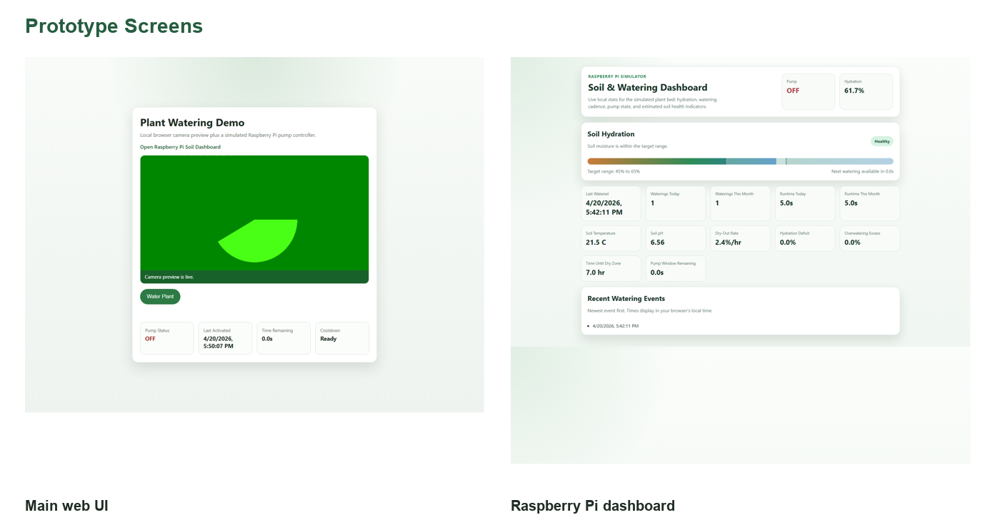 Prototype Screens
Plant Watering Demo
Local browser camera preview plus a simulated Raspberry Pi pump controller.
Open Raspberry Pi Soil Dashboard
Camera preview is live.
Water Plant
Pump Status
OFF
Last Activated
4/20/2026,
5:50:07 PM
Time Remaining
0.0s
Cooldown
Ready
Main web UI
RASPBERRY PI SIMULATOR
Soil & Watering Dashboard
Live local stats for the simulated plant bed: hydration, watering
cadence, pump state, and estimated soil health indicators.
Pump
OFF
Hydration
61.7%
Soil Hydration
Soil moisture is within the target range.
Healthy
Target range: 45% to 65%
Next watering available in 0.0s
Last Watered
4/20/2026,
5:42:11 PM
Waterings Today
1
Waterings This Month
1
Runtime Today
5.0s
Runtime This Month
5.0s
Soil Temperature
21.5 C
Soil pH
6.56
Dry-Out Rate
2.4%/hr
Hydration Deficit
0.0%
Overwatering Excess
0.0%
Time Until Dry Zone
7.0 hr
Pump Window Remaining
0.0s
Recent Watering Events
Newest event first. Times display in your browser's local time.
• 4/20/2026, 5:42:11 PM
Raspberry Pi dashboard